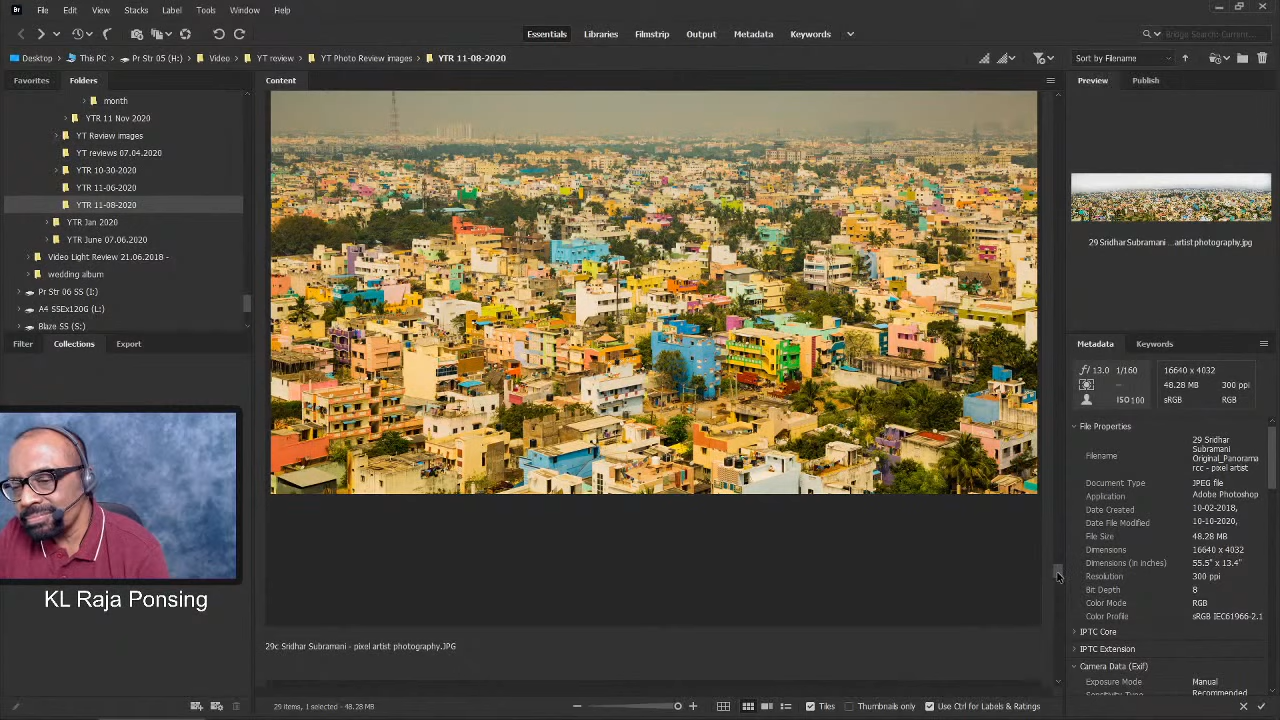 Br File Edit View Stacks Label Tools Window Help
Essentials Libraries Filmstrip Output Metadata Keywords
Bridge Search: Current...
Desktop This PC Pr Str 05 (H:) Video YT review YT Photo Review images YTR 11-08-2020
Sort by Filename
Favorites Folders
Content
Preview Publish
month
YTR 11 Nov 2020
YT Review images
YT reviews 07.04.2020
YTR 10-30-2020
YTR 11-06-2020
YTR 11-08-2020
YTR Jan 2020
YTR June 07.06.2020
Video Light Review 21.06.2018 -
wedding album
Pr Str 06 SS (I:)
A4 SSEx120G (L:)
Blaze SS (S:)
Filter Collections Export
KL Raja Ponsing
29c Sridhar Subramani - pixel artist photography.JPG
29 items, 1 selected - 48.28 MB
Tiles Thumbnails only Use Ctrl for Labels & Ratings
29 Sridhar Subramani ...artist photography.jpg
Metadata Keywords
f/ 13.0 1/160
--
ISO 100
16640 x 4032
48.28 MB 300 ppi
sRGB RGB
File Properties
Filename 29 Sridhar
Subramani
Original_Panorama
rcc - pixel artist
Document Type JPEG file
Application Adobe Photoshop
Date Created 10-02-2018,
Date File Modified 10-10-2020,
File Size 48.28 MB
Dimensions 16640 x 4032
Dimensions (in inches) 55.5" x 13.4"
Resolution 300 ppi
Bit Depth 8
Color Mode RGB
Color Profile sRGB IEC61966-2.1
IPTC Core
IPTC Extension
Camera Data (Exif)
Exposure Mode Manual
Sensitivity Type Recommended